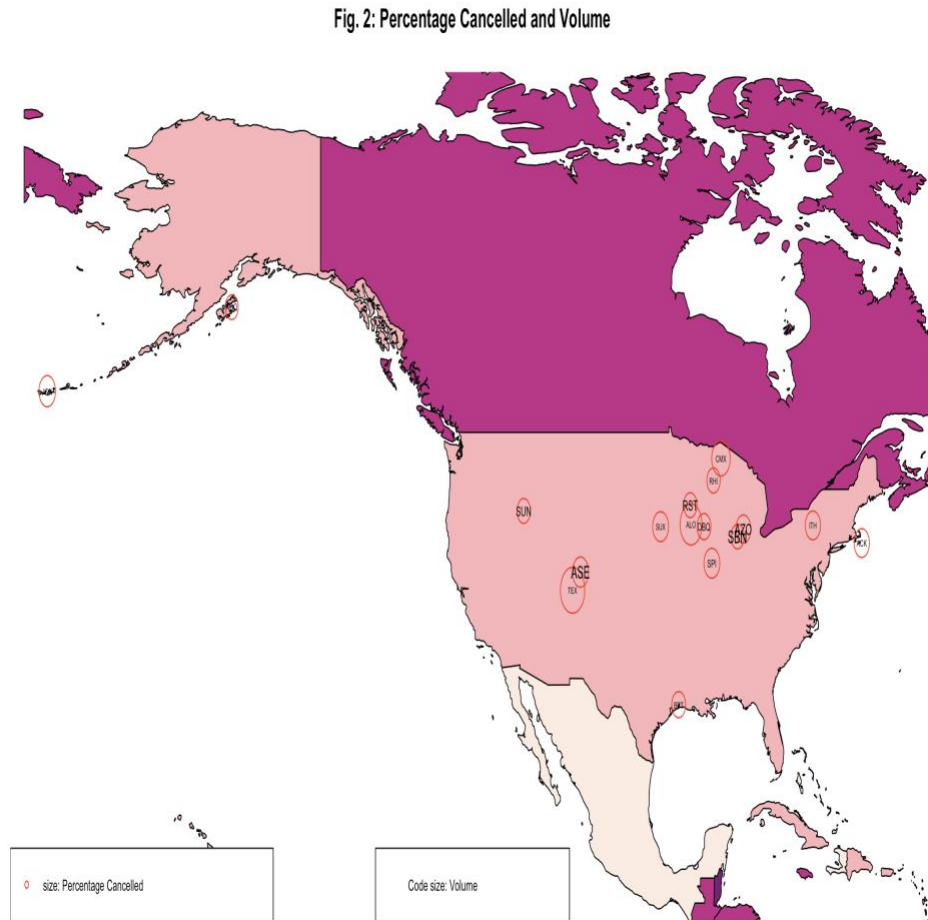 Fig. 2: Percentage Cancelled and Volume
CMX
RHI
RST
SUN
SUX
ALO
DBQ
AZO
SBN
ITH
ACK
SPI
ASE
TEX
size: Percentage Cancelled
Code size: Volume